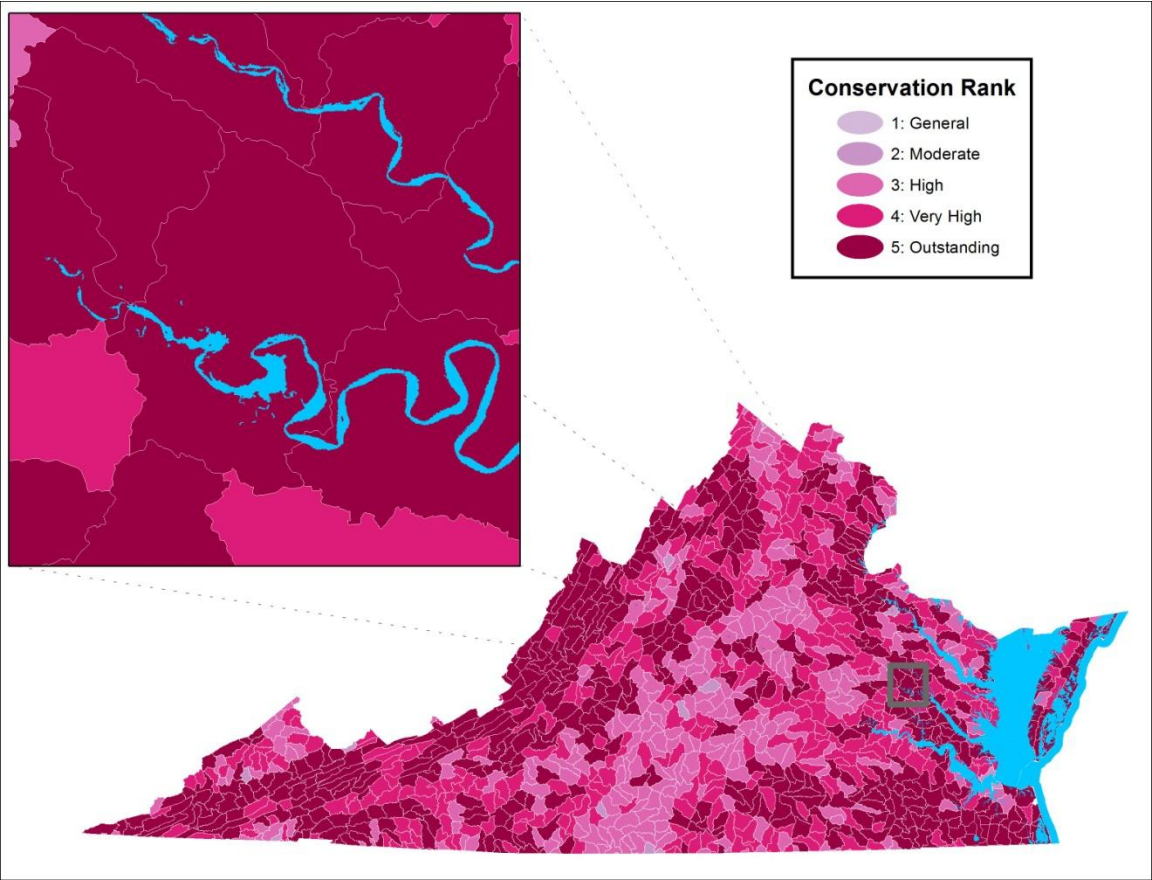 Conservation Rank
1: General
2: Moderate
3: High
4: Very High
5: Outstanding